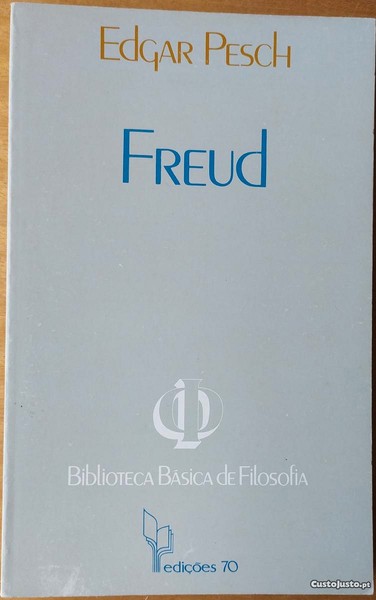 Edgar Pesch
Freud
Biblioteca Básica de Filosofia
edições 70
CustoJusto.pt